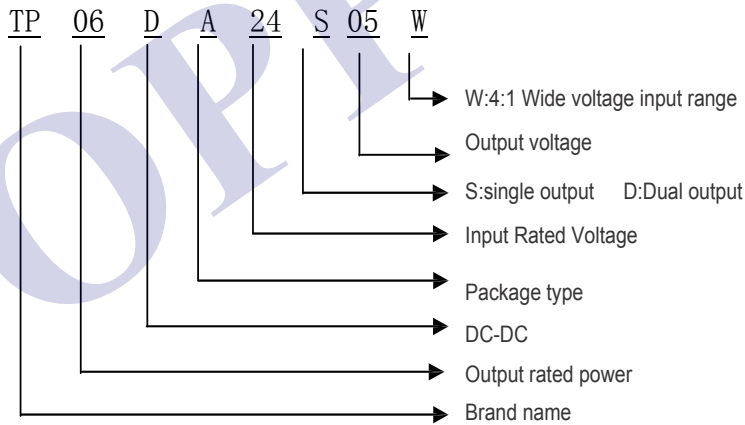 TP 06 D A 24 S 05 W
W:4:1 Wide voltage input range
Output voltage
S:single output D:Dual output
Input Rated Voltage
Package type
DC-DC
Output rated power
Brand name